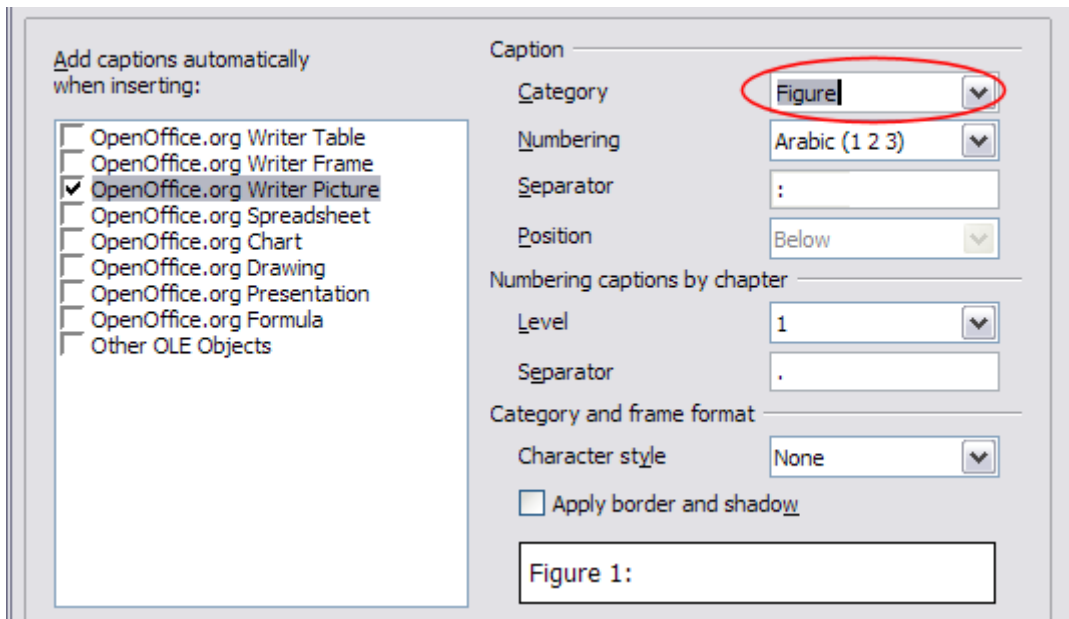 Add captions automatically
when inserting:
OpenOffice.org Writer Table
OpenOffice.org Writer Frame
OpenOffice.org Writer Picture
OpenOffice.org Spreadsheet
OpenOffice.org Chart
OpenOffice.org Drawing
OpenOffice.org Presentation
OpenOffice.org Formula
Other OLE Objects
Caption
Category Figure
Numbering Arabic (1 2 3)
Separator :
Position Below
Numbering captions by chapter
Level 1
Separator .
Category and frame format
Character style None
Apply border and shadow
Figure 1: